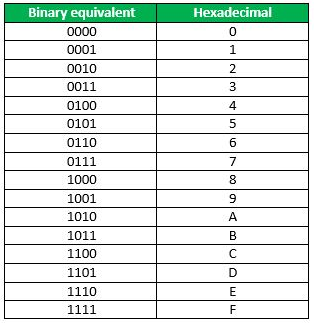 Binary equivalent Hexadecimal
0000 0
0001 1
0010 2
0011 3
0100 4
0101 5
0110 6
0111 7
1000 8
1001 9
1010 A
1011 B
1100 C
1101 D
1110 E
1111 F